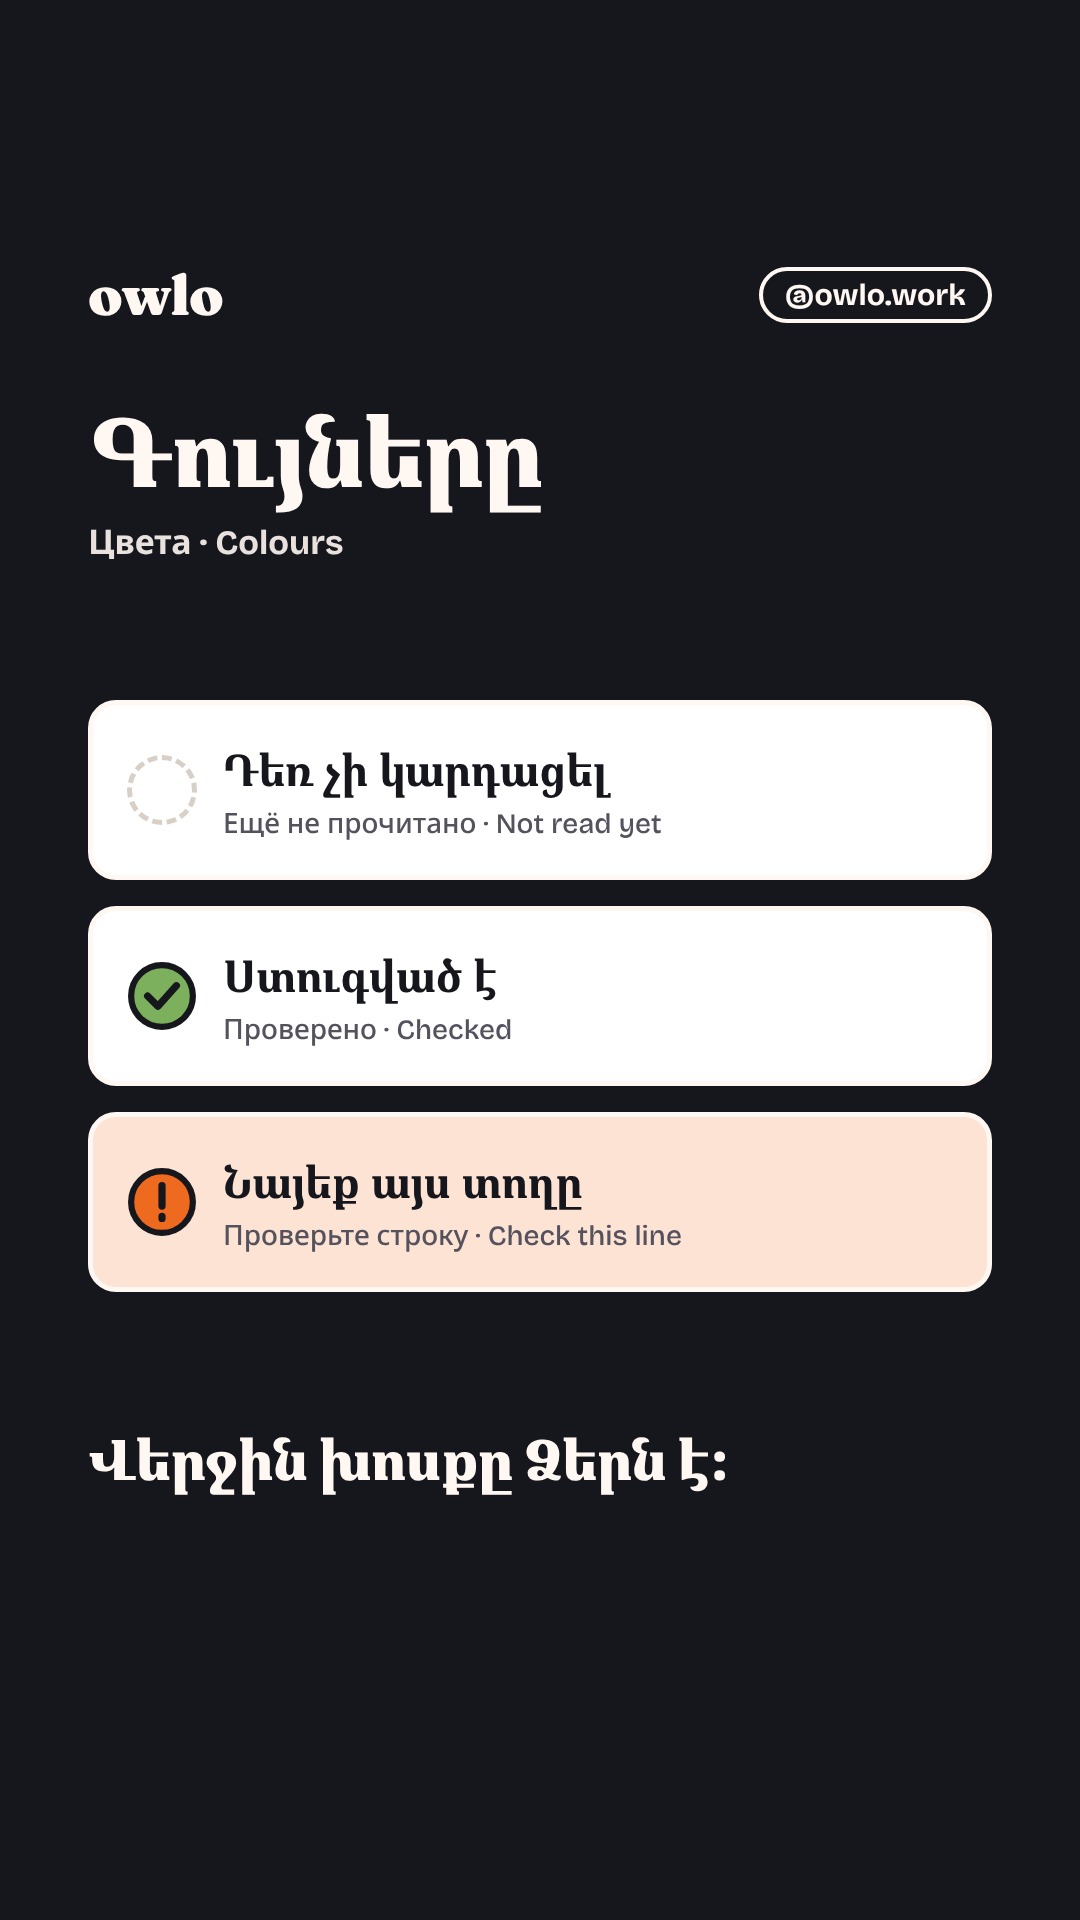 owlo
@owlo.work
Գույները
Цвета · Colours
Դեռ չի կարդացել
Ещё не прочитано · Not read yet
Ստուգված է
Проверено · Checked
Նայեք այս տողը
Проверьте строку · Check this line
Վերջին խոսքը Ձերն է: